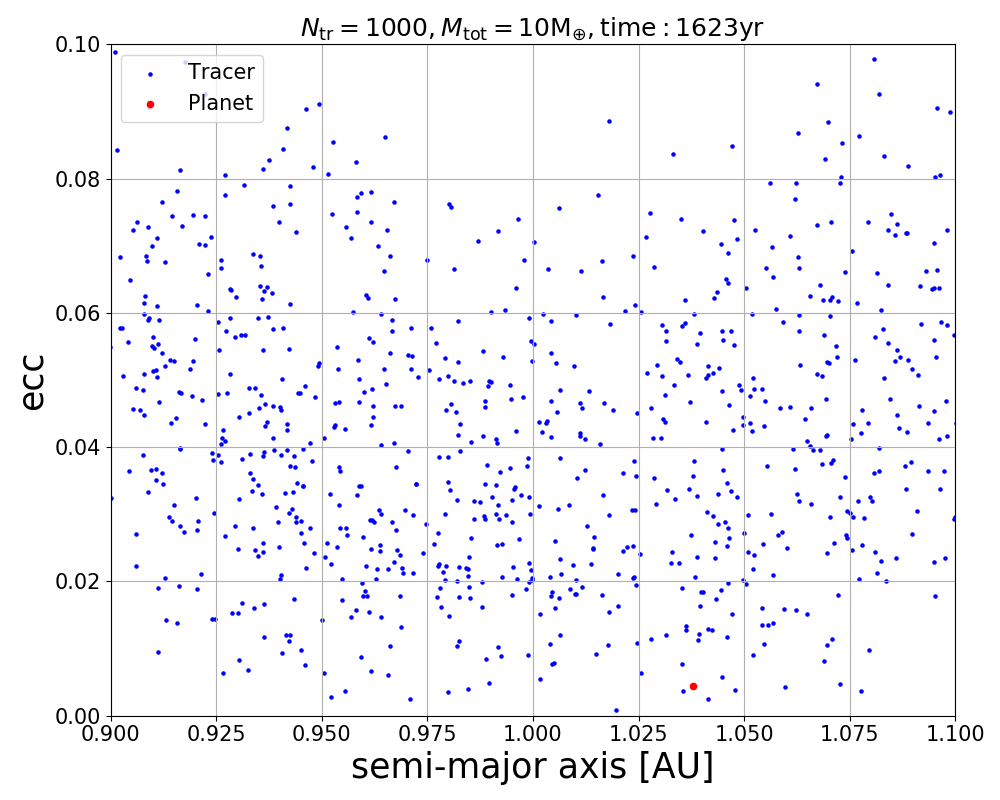 N_tr = 1000, M_tot = 10M_⊕, time : 1623yr
0.10
Tracer
Planet
0.08
0.06
ecc
0.04
0.02
0.00
0.900 0.925 0.950 0.975 1.000 1.025 1.050 1.075 1.100
semi-major axis [AU]